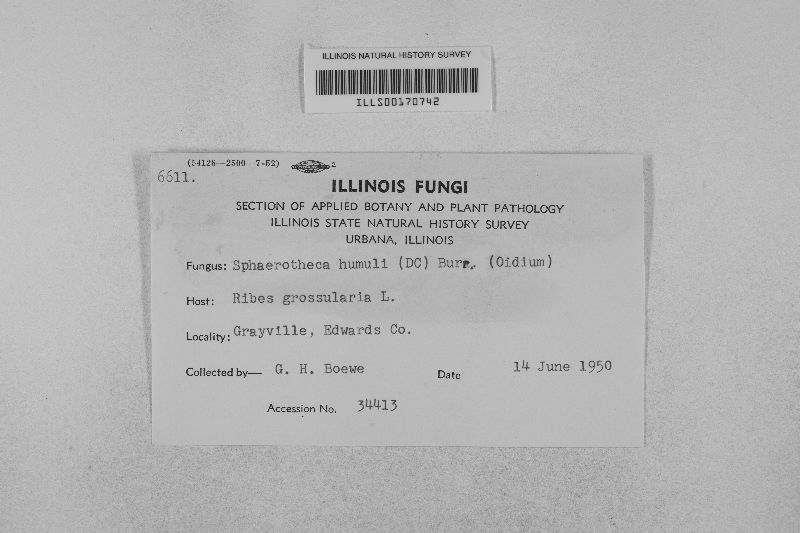 ILLINOIS NATURAL HISTORY SURVEY
ILLS00170742
(54126—2500—7-52) 2
6611.
ILLINOIS FUNGI
SECTION OF APPLIED BOTANY AND PLANT PATHOLOGY
ILLINOIS STATE NATURAL HISTORY SURVEY
URBANA, ILLINOIS
Fungus: Sphaerotheca humuli (DC) Burr. (Oidium)
Host: Ribes grossularia L.
Locality: Grayville, Edwards Co.
Collected by— G. H. Boewe Date 14 June 1950
Accession No. 34413